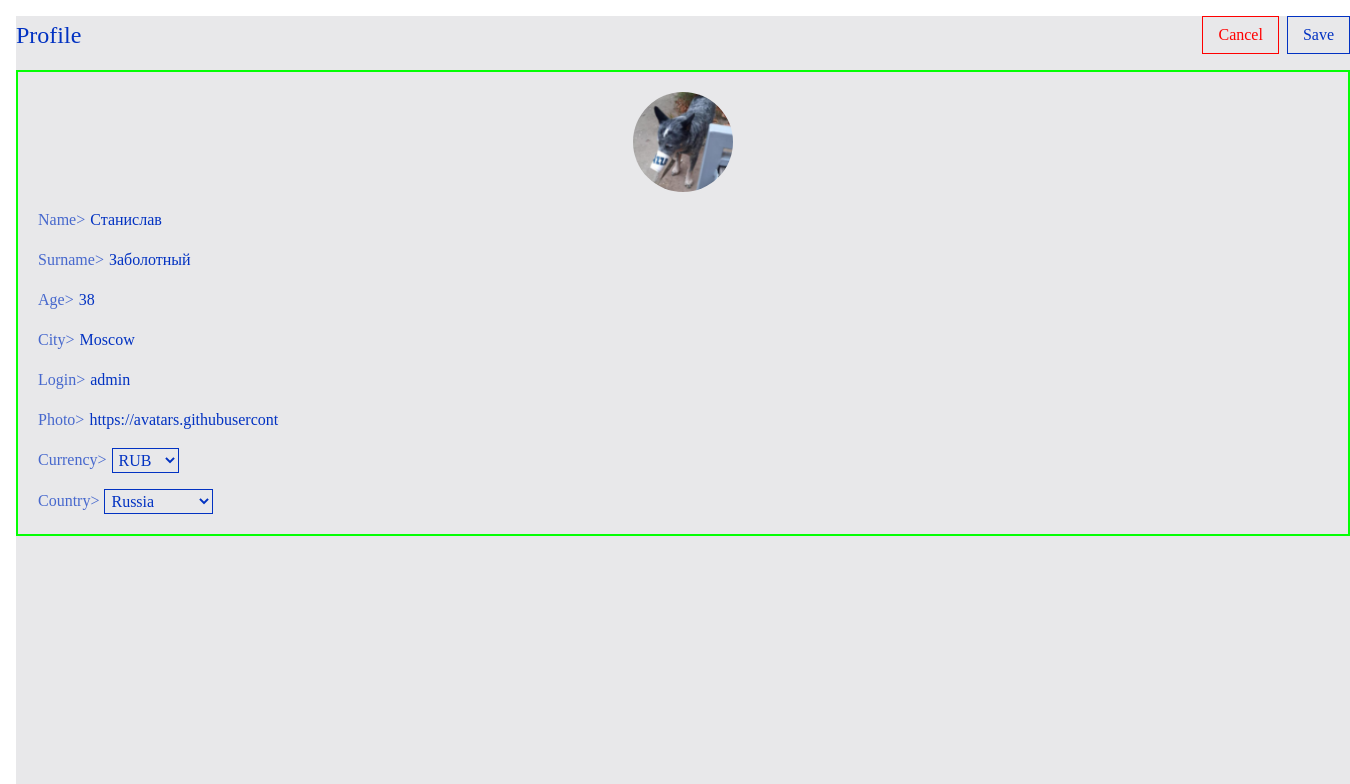 Profile
Cancel
Save
Name> Станислав
Surname> Заболотный
Age> 38
City> Moscow
Login> admin
Photo> https://avatars.githubusercont
Currency> RUB
Country> Russia